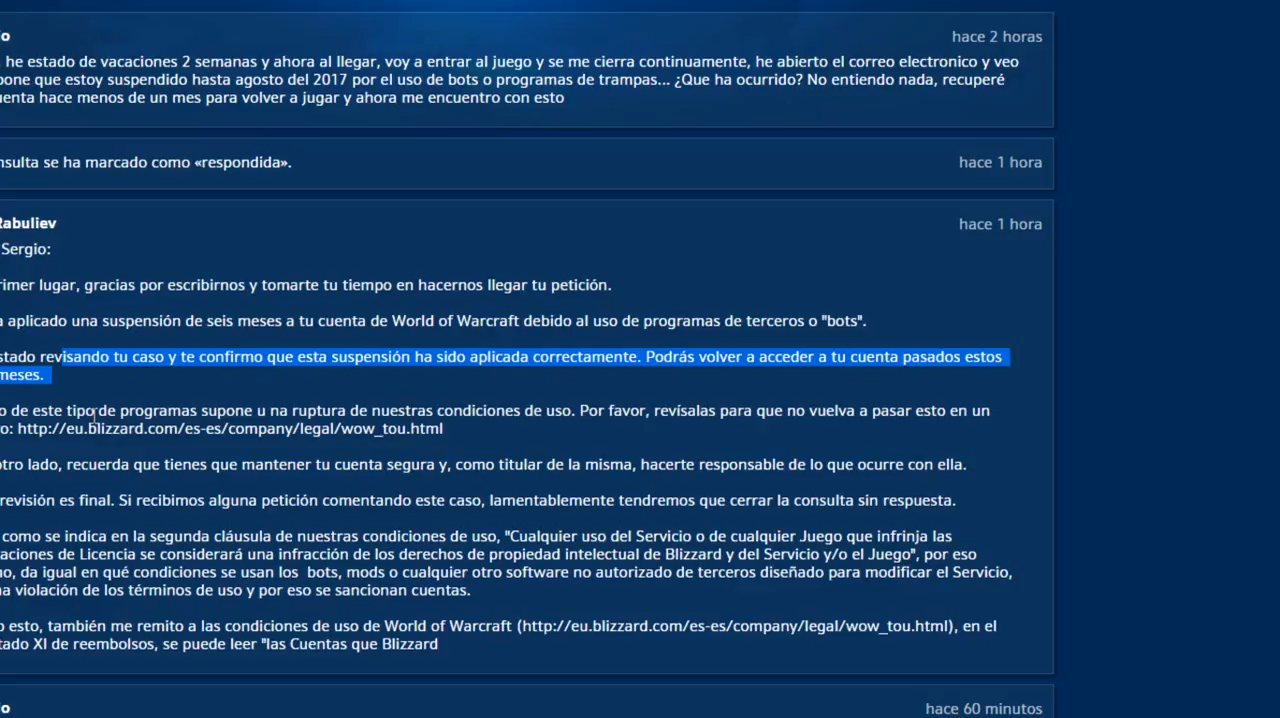 o hace 2 horas
he estado de vacaciones 2 semanas y ahora al llegar, voy a entrar al juego y se me cierra continuamente, he abierto el correo electronico y veo
pone que estoy suspendido hasta agosto del 2017 por el uso de bots o programas de trampas... ¿Que ha ocurrido? No entiendo nada, recuperé
uenta hace menos de un mes para volver a jugar y ahora me encuentro con esto
nsulta se ha marcado como «respondida». hace 1 hora
Rabuliev hace 1 hora
Sergio:
rimer lugar, gracias por escribirnos y tomarte tu tiempo en hacernos llegar tu petición.
a aplicado una suspensión de seis meses a tu cuenta de World of Warcraft debido al uso de programas de terceros o "bots".
stado revisando tu caso y te confirmo que esta suspensión ha sido aplicada correctamente. Podrás volver a acceder a tu cuenta pasados estos
meses.
o de este tipo de programas supone u na ruptura de nuestras condiciones de uso. Por favor, revísalas para que no vuelva a pasar esto en un
ro: http://eu.blizzard.com/es-es/company/legal/wow_tou.html
otro lado, recuerda que tienes que mantener tu cuenta segura y, como titular de la misma, hacerte responsable de lo que ocurre con ella.
revisión es final. Si recibimos alguna petición comentando este caso, lamentablemente tendremos que cerrar la consulta sin respuesta.
como se indica en la segunda cláusula de nuestras condiciones de uso, "Cualquier uso del Servicio o de cualquier Juego que infrinja las
aciones de Licencia se considerará una infracción de los derechos de propiedad intelectual de Blizzard y del Servicio y/o el Juego", por eso
no, da igual en qué condiciones se usan los  bots, mods o cualquier otro software no autorizado de terceros diseñado para modificar el Servicio,
na violación de los términos de uso y por eso se sancionan cuentas.
o esto, también me remito a las condiciones de uso de World of Warcraft (http://eu.blizzard.com/es-es/company/legal/wow_tou.html), en el
tado XI de reembolsos, se puede leer "las Cuentas que Blizzard
o hace 60 minutos